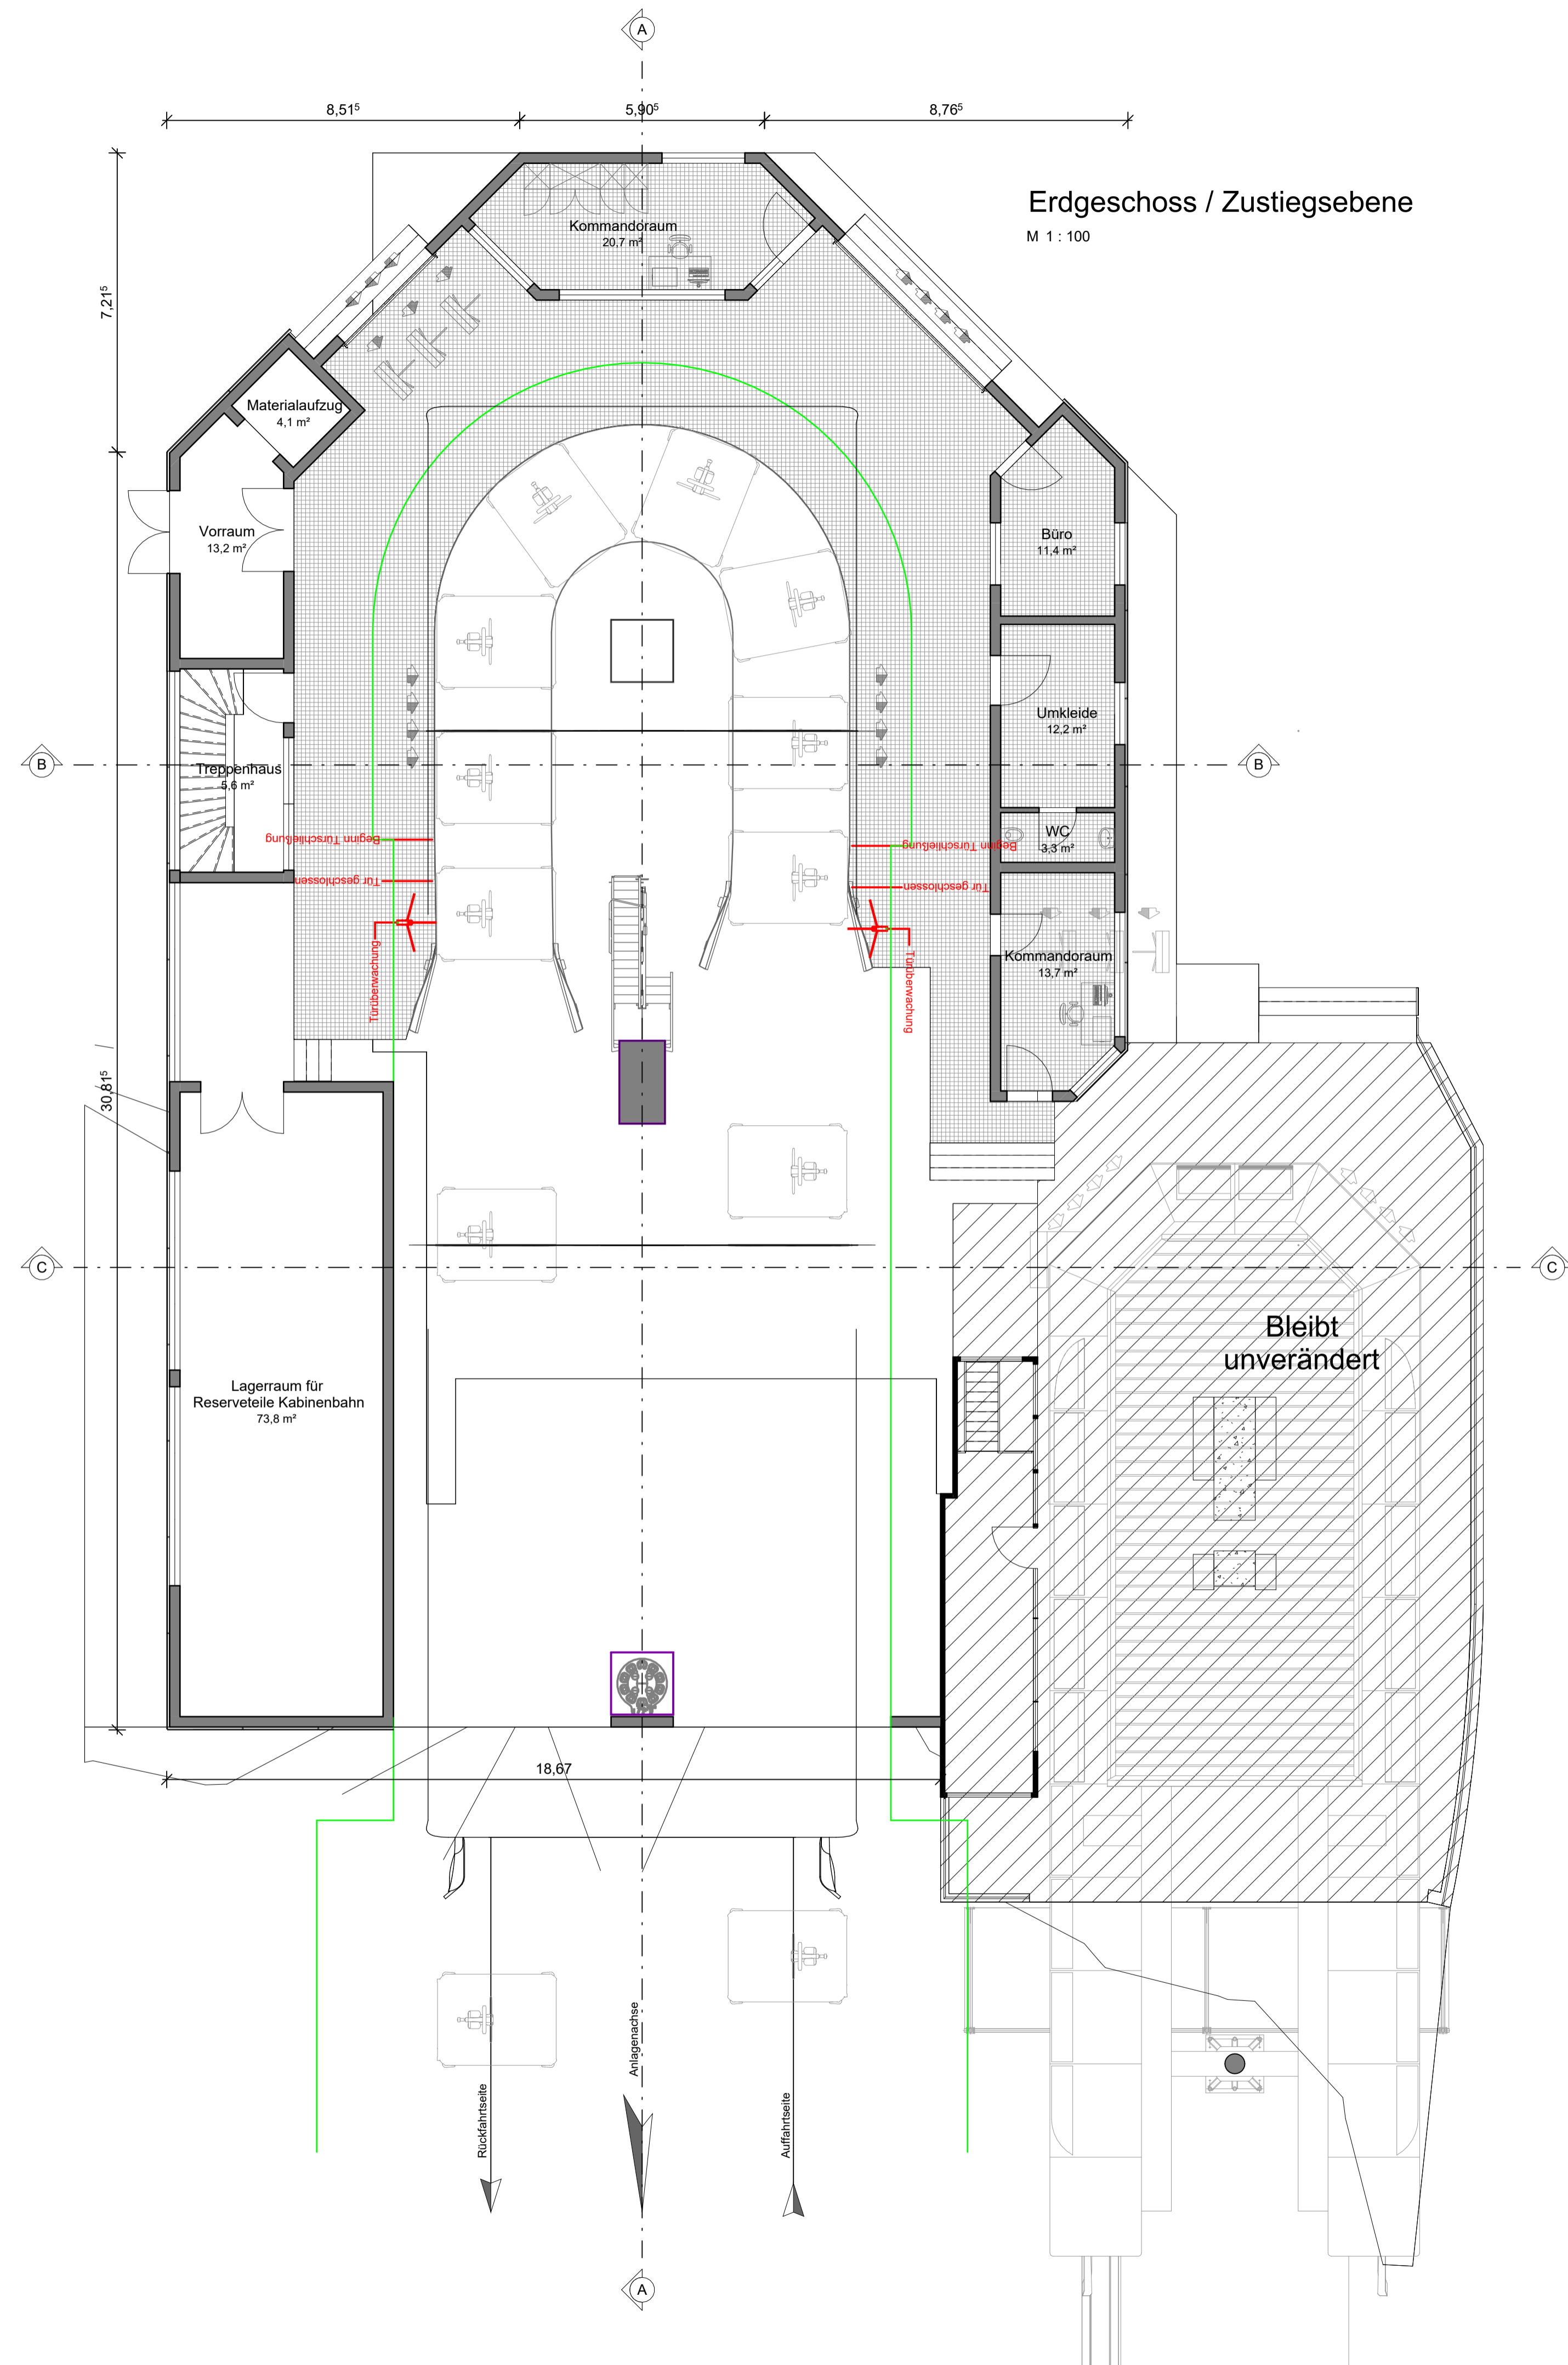 A
8,51⁵
5,90⁵
8,76⁵
Erdgeschoss / Zustiegsebene
M 1 : 100
Kommandoraum
20,7 m²
7,21⁵
Materialaufzug
4,1 m²
Vorraum
13,2 m²
Büro
11,4 m²
Umkleide
12,2 m²
B
B
Treppenhaus
5,6 m²
WC
3,3 m²
Beginn Türschließung
Beginn Türschließung
Tür geschlossen
Tür geschlossen
Türüberwachung
Türüberwachung
Kommandoraum
13,7 m²
30,81⁵
C
C
Bleibt
unverändert
Lagerraum für
Reserveteile Kabinenbahn
73,8 m²
18,67
Rückfahrtseite
Anlagenachse
Auffahrtseite
A